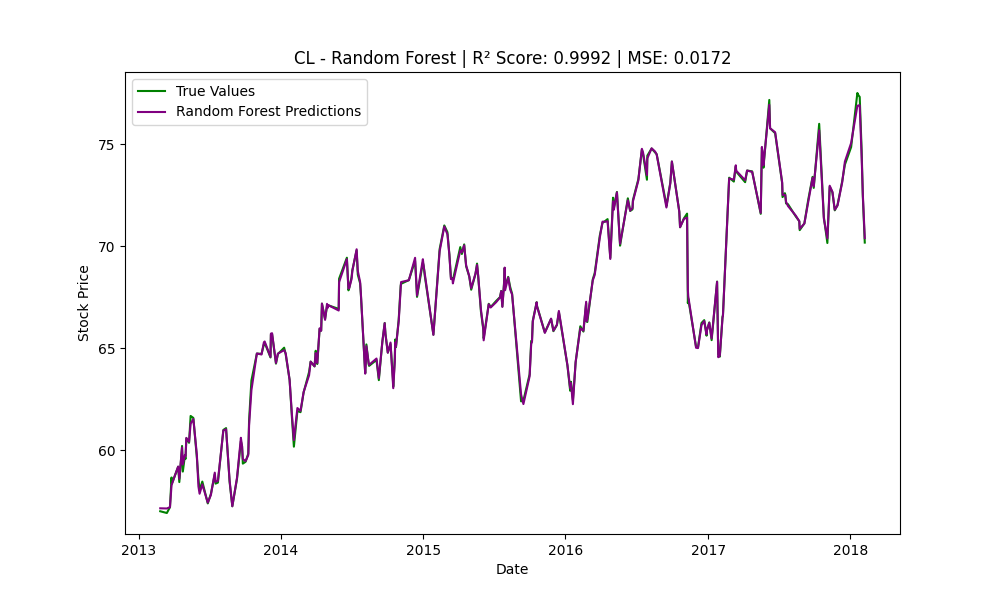 CL - Random Forest | R² Score: 0.9992 | MSE: 0.0172
True Values
Random Forest Predictions
75
70
65
60
Stock Price
2013 2014 2015 2016 2017 2018
Date